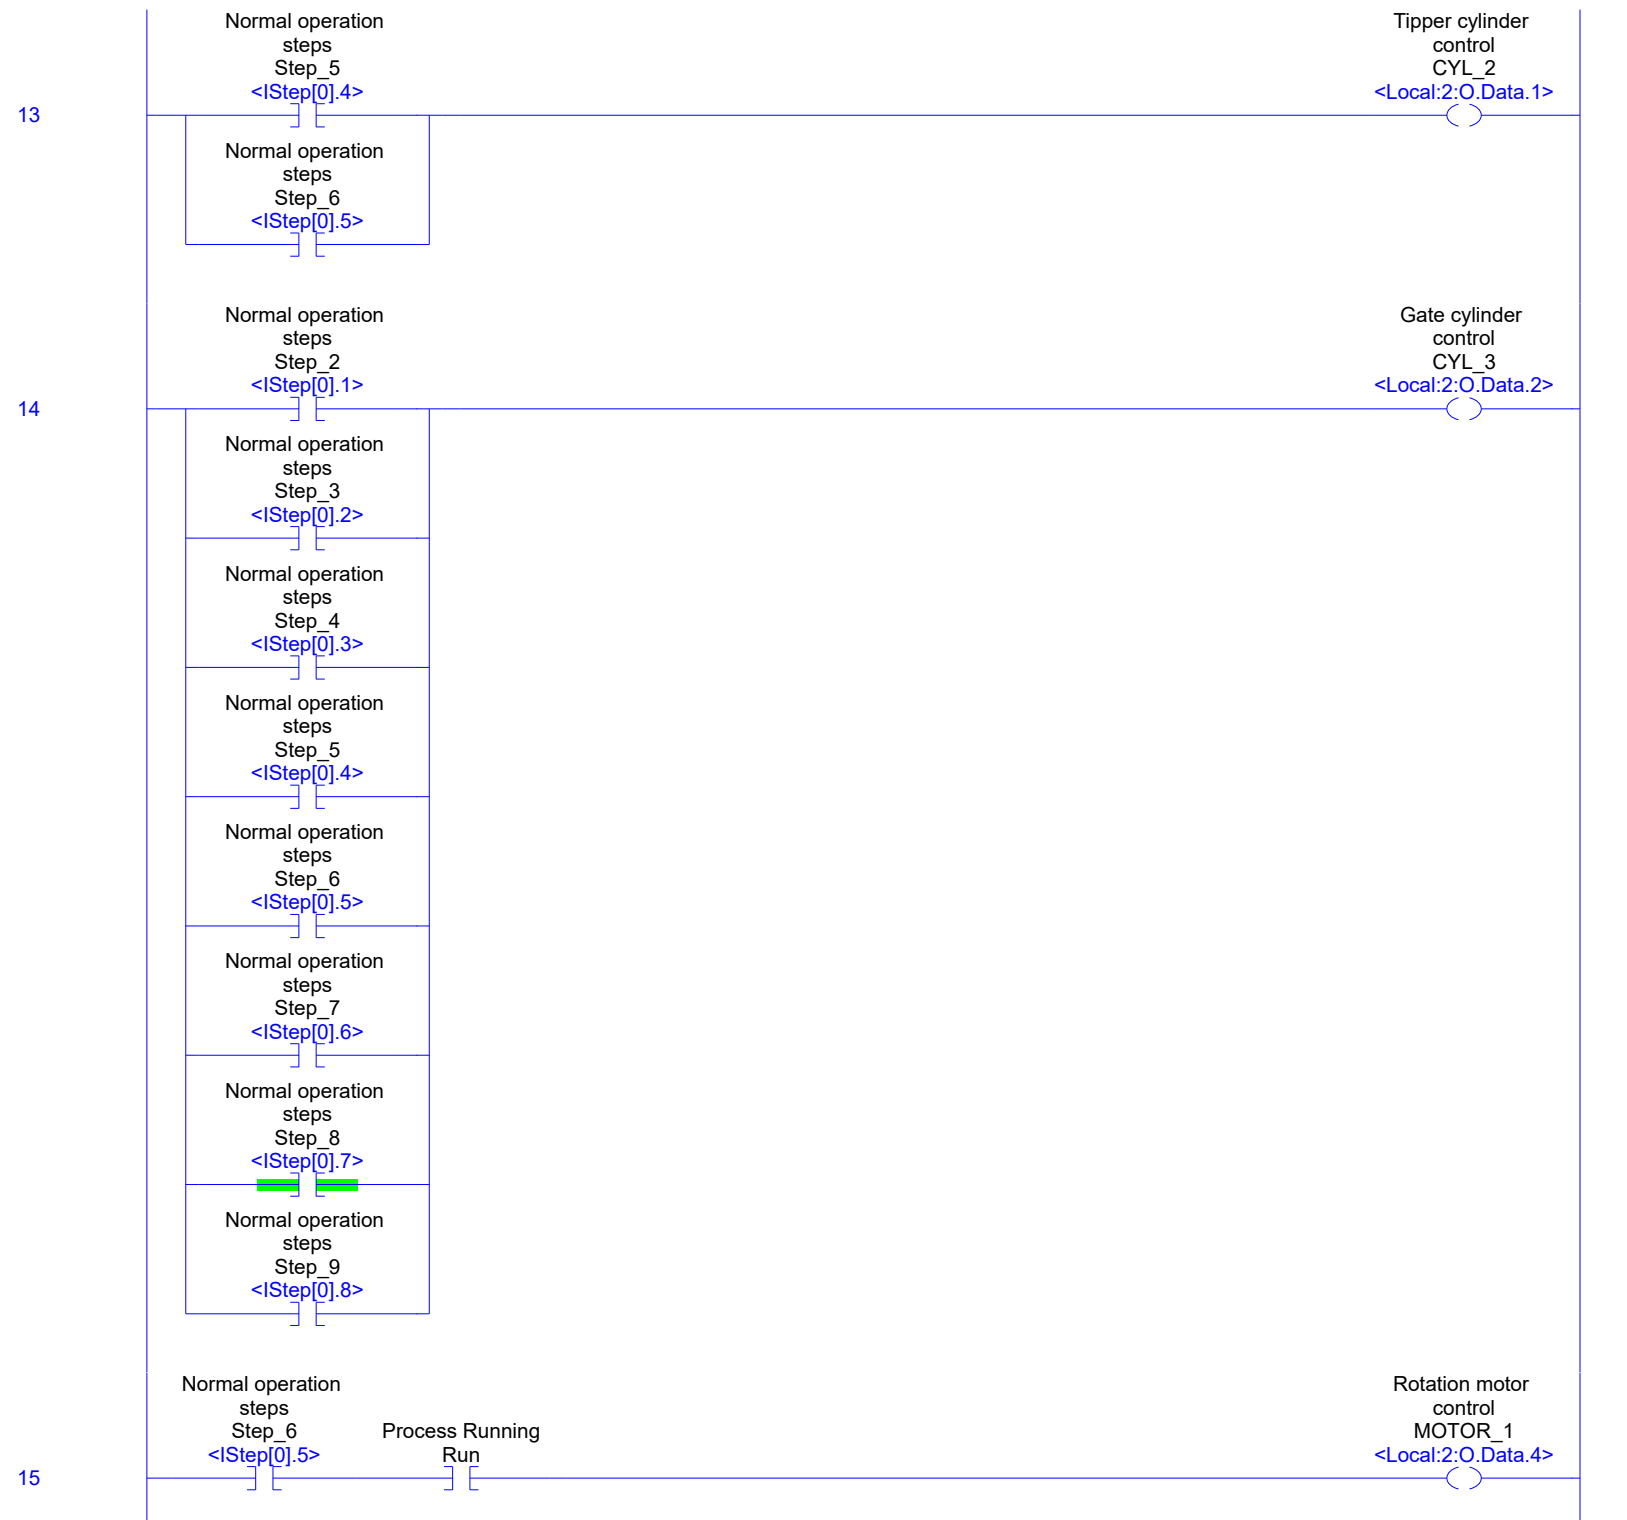 Normal operation
steps
Step_5
<IStep[0].4>
Tipper cylinder
control
CYL_2
<Local:2:O.Data.1>
13
Normal operation
steps
Step_6
<IStep[0].5>
Normal operation
steps
Step_2
<IStep[0].1>
Gate cylinder
control
CYL_3
<Local:2:O.Data.2>
14
Normal operation
steps
Step_3
<IStep[0].2>
Normal operation
steps
Step_4
<IStep[0].3>
Normal operation
steps
Step_5
<IStep[0].4>
Normal operation
steps
Step_6
<IStep[0].5>
Normal operation
steps
Step_7
<IStep[0].6>
Normal operation
steps
Step_8
<IStep[0].7>
Normal operation
steps
Step_9
<IStep[0].8>
Normal operation
steps
Step_6
<IStep[0].5>
Process Running
Run
Rotation motor
control
MOTOR_1
<Local:2:O.Data.4>
15